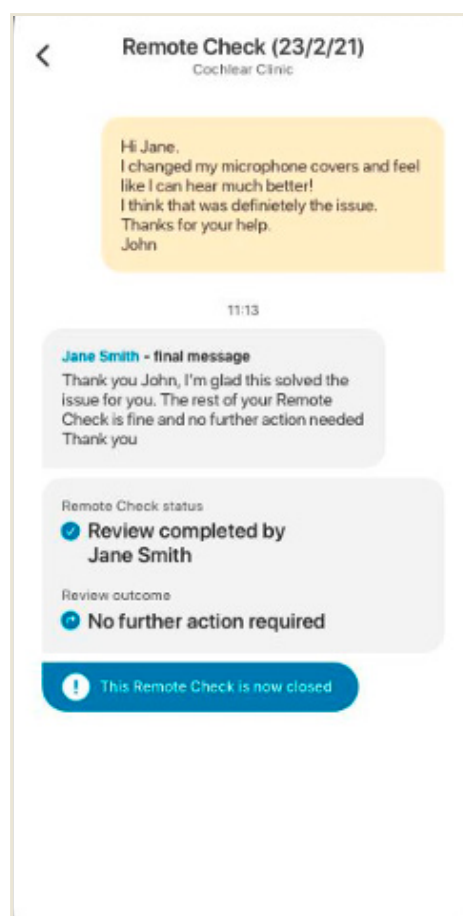 Remote Check (23/2/21)
Cochlear Clinic
Hi Jane.
I changed my microphone covers and feel
like I can hear much better!
I think that was definietely the issue.
Thanks for your help.
John
11:13
Jane Smith - final message
Thank you John, I'm glad this solved the
issue for you. The rest of your Remote
Check is fine and no further action needed
Thank you
Remote Check status
Review completed by
Jane Smith
Review outcome
No further action required
This Remote Check is now closed